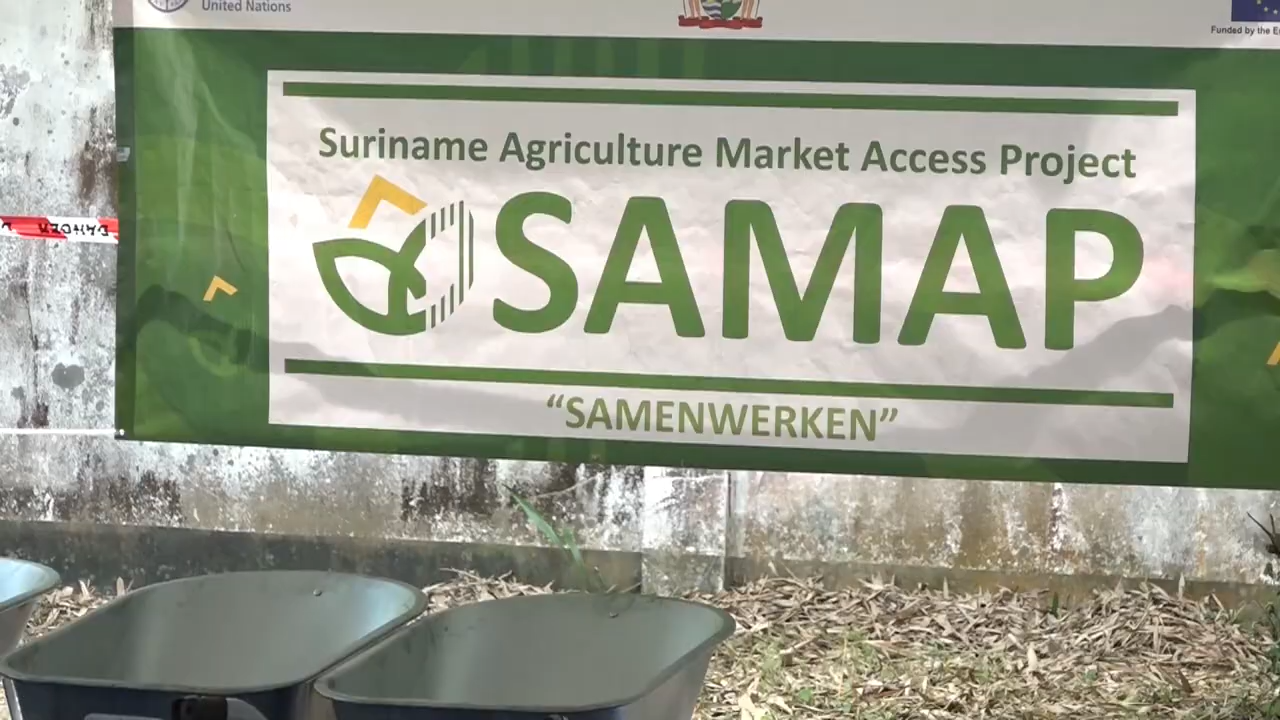 United Nations
Funded by the
Suriname Agriculture Market Access Project
SAMAP
“SAMENWERKEN”